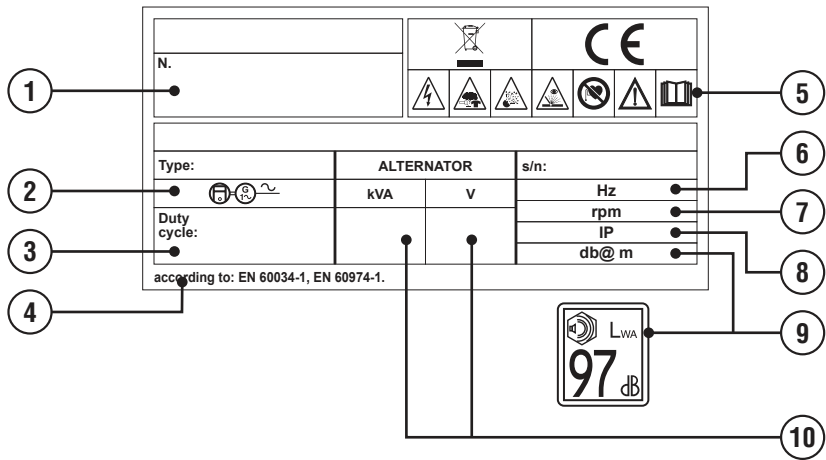 CE
N.
1
5
Type:
ALTERNATOR
s/n:
6
2
G
1~
kVA
V
Hz
rpm
7
Duty
cycle:
IP
3
db@ m
8
according to: EN 60034-1, EN 60974-1.
4
LWA
9
97 dB
10